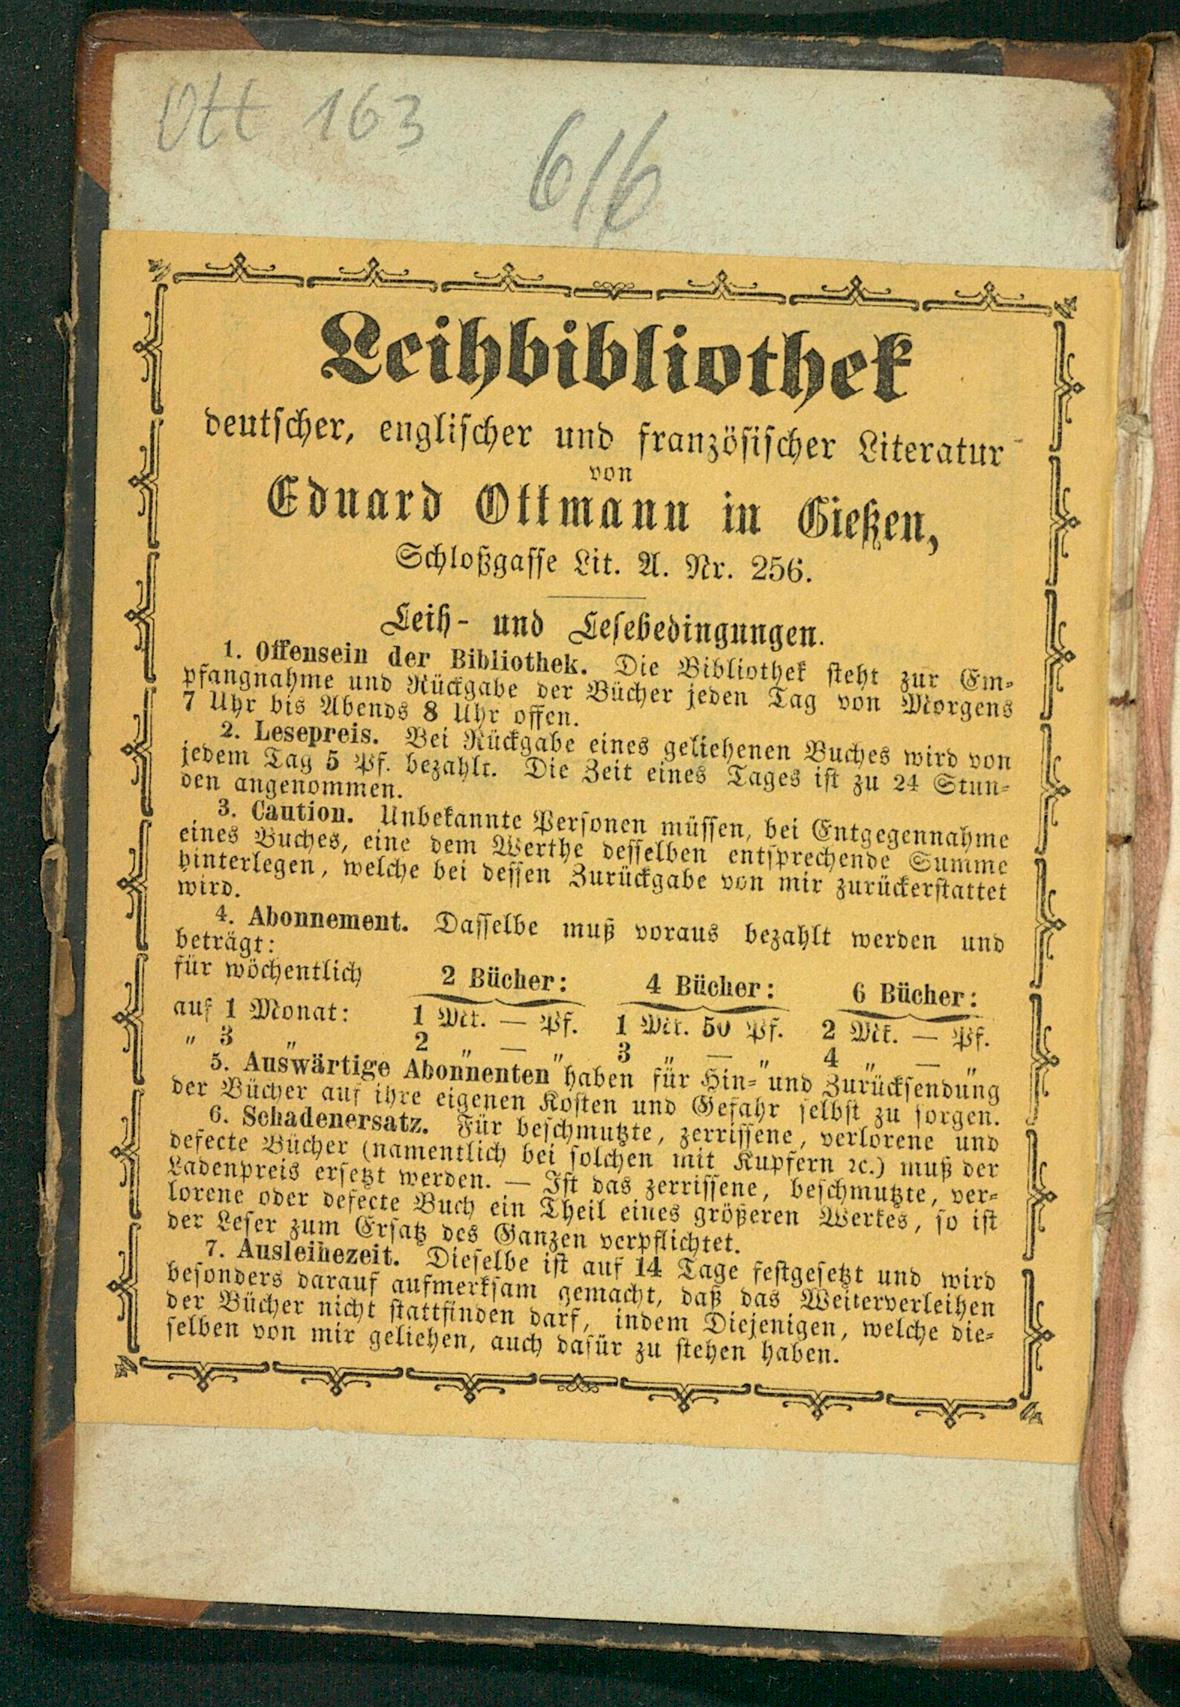 Ott 163
616
Leihbibliothek
deutscher, englischer und französischer Literatur
von
Eduard Ottmann in Gießen,
Schloßgasse Lit. A. Nr. 256.
Leih- und Lesebedingungen.
1. Offensein der Bibliothek. Die Bibliothek steht zur Em-
pfangnahme und Rückgabe der Bücher jeden Tag von Morgens
7 Uhr bis Abends 8 Uhr offen.
2. Lesepreis. Bei Rückgabe eines geliehenen Buches wird von
jedem Tag 5 Pf. bezahlt. Die Zeit eines Tages ist zu 24 Stun-
den angenommen.
3. Caution. Unbekannte Personen müssen, bei Entgegennahme
eines Buches, eine dem Werthe desselben entsprechende Summe
hinterlegen, welche bei dessen Zurückgabe von mir zurückerstattet
wird.
4. Abonnement. Dasselbe muß voraus bezahlt werden und
beträgt:
für wöchentlich 2 Bücher: 4 Bücher: 6 Bücher:
auf 1 Monat: 1 Mk. — Pf. 1 Mk. 50 Pf. 2 Mk. — Pf.
" 3 " 2 " — " 3 " — " 4 " — "
5. Auswärtige Abonnenten haben für Hin- und Zurücksendung
der Bücher auf ihre eigenen Kosten und Gefahr selbst zu sorgen.
6. Schadenersatz. Für beschmutzte, zerrissene, verlorene und
defecte Bücher (namentlich bei solchen mit Kupfern ꝛc.) muß der
Ladenpreis ersetzt werden. — Ist das zerrissene, beschmutzte, ver-
lorene oder defecte Buch ein Theil eines größeren Werkes, so ist
der Leser zum Ersatz des Ganzen verpflichtet.
7. Ausleihezeit. Dieselbe ist auf 14 Tage festgesetzt und wird
besonders darauf aufmerksam gemacht, daß das Weiterverleihen
der Bücher nicht stattfinden darf, indem Diejenigen, welche die-
selben von mir geliehen, auch dafür zu stehen haben.